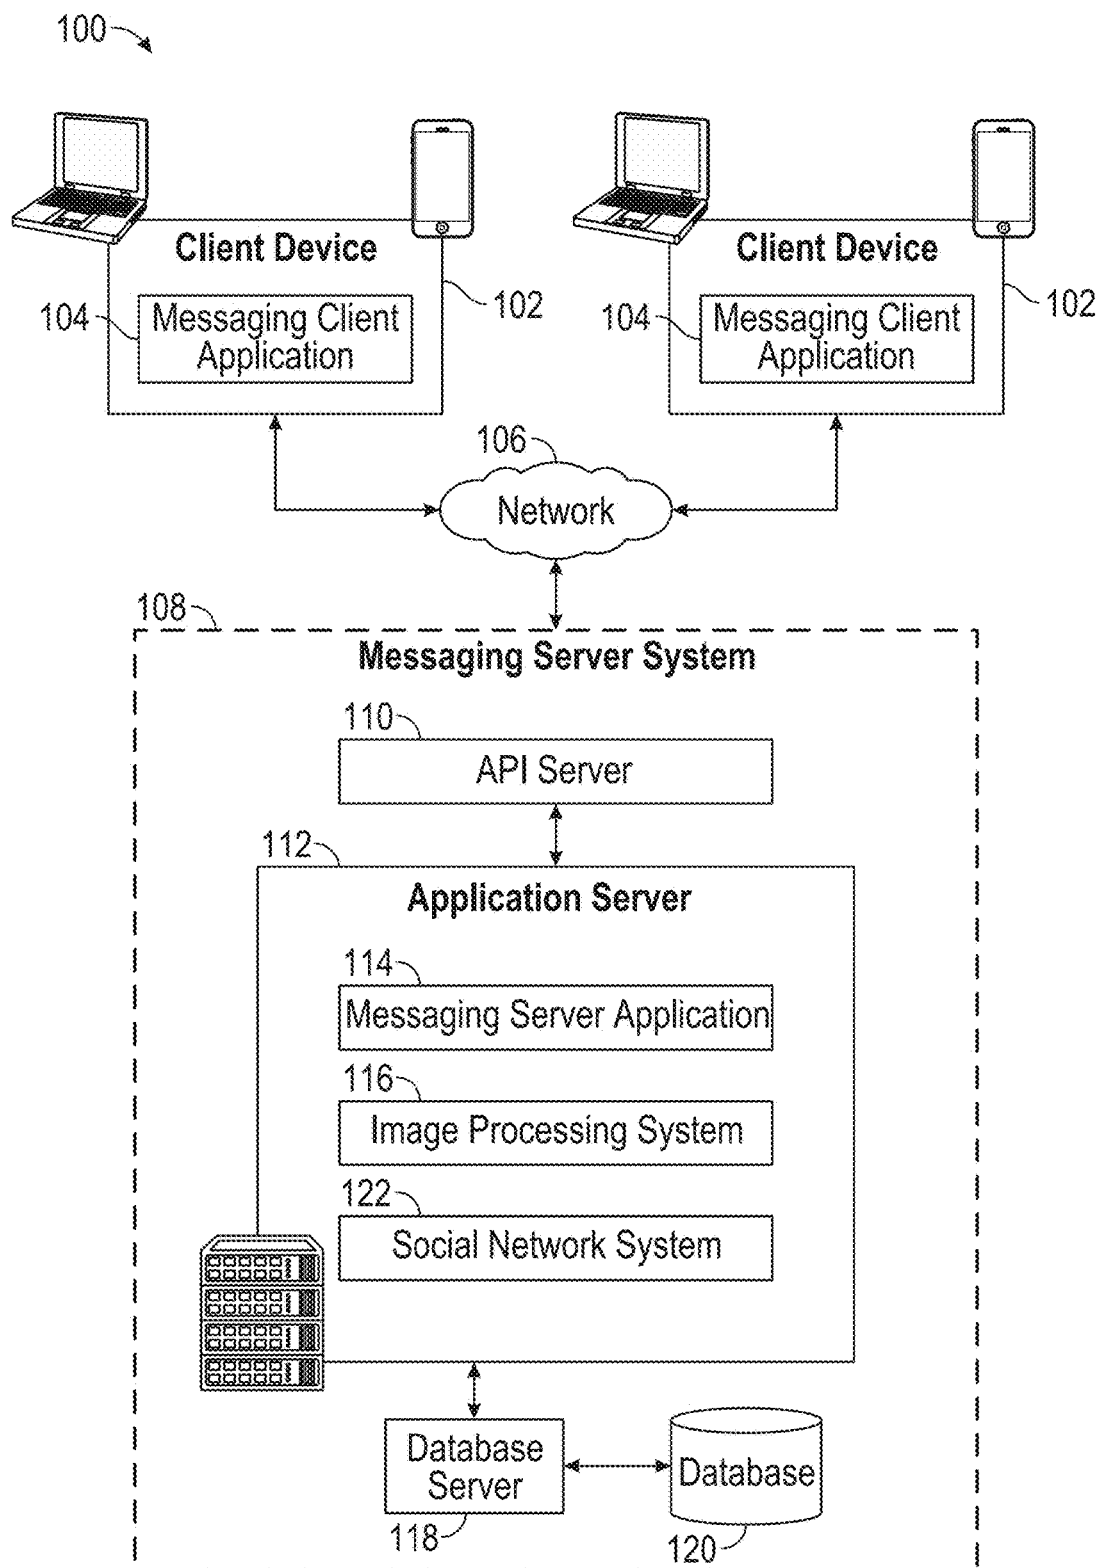 100
Client Device
Client Device
104
Messaging Client
Application
102
104
Messaging Client
Application
102
106
Network
108
Messaging Server System
110
API Server
112
Application Server
114
Messaging Server Application
116
Image Processing System
122
Social Network System
Database
Server
118
Database
120